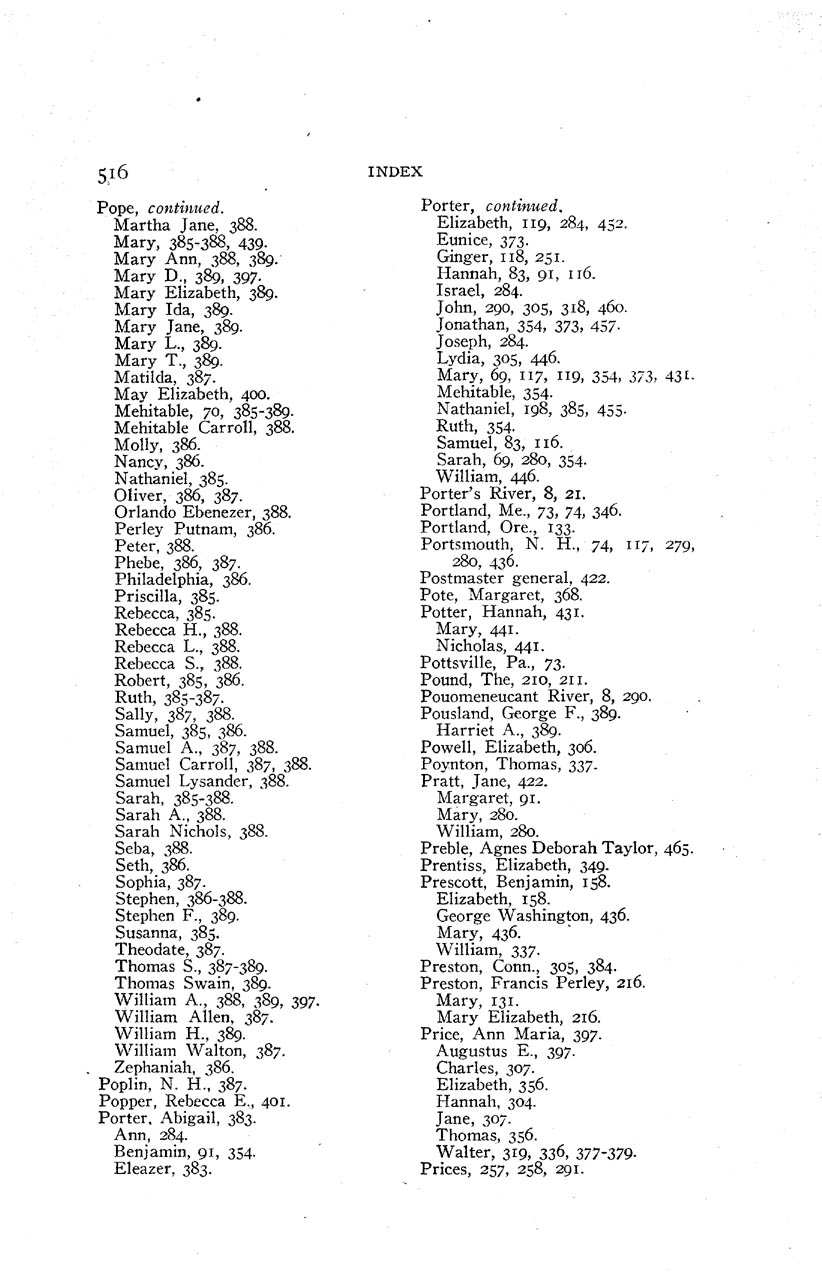 516
INDEX
Pope, continued.
Martha Jane, 388.
Mary, 385-388, 439.
Mary Ann, 388, 389.
Mary D., 389, 397.
Mary Elizabeth, 389.
Mary Ida, 389.
Mary Jane, 389.
Mary L., 389.
Mary T., 389.
Matilda, 387.
May Elizabeth, 400.
Mehitable, 70, 385-389.
Mehitable Carroll, 388.
Molly, 386.
Nancy, 386.
Nathaniel, 385.
Oliver, 386, 387.
Orlando Ebenezer, 388.
Perley Putnam, 386.
Peter, 388.
Phebe, 386, 387.
Philadelphia, 386.
Priscilla, 385.
Rebecca, 385.
Rebecca H., 388.
Rebecca L., 388.
Rebecca S., 388.
Robert, 385, 386.
Ruth, 385-387.
Sally, 387, 388.
Samuel, 385, 386.
Samuel A., 387, 388.
Samuel Carroll, 387, 388.
Samuel Lysander, 388.
Sarah, 385-388.
Sarah A., 388.
Sarah Nichols, 388.
Seba, 388.
Seth, 386.
Sophia, 387.
Stephen, 386-388.
Stephen F., 389.
Susanna, 385.
Theodate, 387.
Thomas S., 387-389.
Thomas Swain, 389.
William A., 388, 389, 397.
William Allen, 387.
William H., 389.
William Walton, 387.
Zephaniah, 386.
Poplin, N. H., 387.
Popper, Rebecca E., 401.
Porter, Abigail, 383.
Ann, 284.
Benjamin, 91, 354.
Eleazer, 383.
Porter, continued.
Elizabeth, 119, 284, 452.
Eunice, 373.
Ginger, 118, 251.
Hannah, 83, 91, 116.
Israel, 284.
John, 290, 305, 318, 460.
Jonathan, 354, 373, 457.
Joseph, 284.
Lydia, 305, 446.
Mary, 69, 117, 119, 354, 373, 431.
Mehitable, 354.
Nathaniel, 198, 385, 455.
Ruth, 354.
Samuel, 83, 116.
Sarah, 69, 280, 354.
William, 446.
Porter's River, 8, 21.
Portland, Me., 73, 74, 346.
Portland, Ore., 133.
Portsmouth, N. H., 74, 117, 279,
280, 436.
Postmaster general, 422.
Pote, Margaret, 368.
Potter, Hannah, 431.
Mary, 441.
Nicholas, 441.
Pottsville, Pa., 73.
Pound, The, 210, 211.
Pouomeneucant River, 8, 290.
Pousland, George F., 389.
Harriet A., 389.
Powell, Elizabeth, 306.
Poynton, Thomas, 337.
Pratt, Jane, 422.
Margaret, 91.
Mary, 280.
William, 280.
Preble, Agnes Deborah Taylor, 465.
Prentiss, Elizabeth, 349.
Prescott, Benjamin, 158.
Elizabeth, 158.
George Washington, 436.
Mary, 436.
William, 337.
Preston, Conn., 305, 384.
Preston, Francis Perley, 216.
Mary, 131.
Mary Elizabeth, 216.
Price, Ann Maria, 397.
Augustus E., 397.
Charles, 307.
Elizabeth, 356.
Hannah, 304.
Jane, 307.
Thomas, 356.
Walter, 319, 336, 377-379.
Prices, 257, 258, 291.